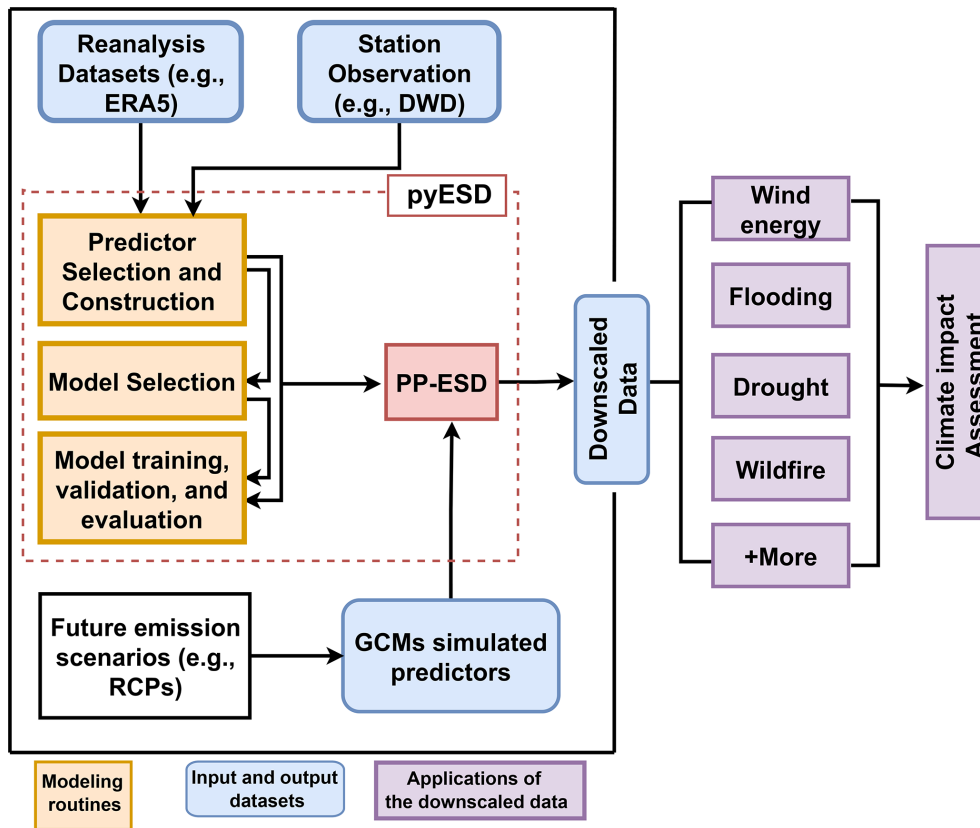 Reanalysis
Datasets (e.g.,
ERA5)
Station
Observation
(e.g., DWD)
pyESD
Predictor
Selection and
Construction
Model Selection
Model training,
validation, and
evaluation
PP-ESD
Future emission
scenarios (e.g.,
RCPs)
GCMs simulated
predictors
Downscaled
Data
Wind
energy
Flooding
Drought
Wildfire
+More
Climate impact
Assessment
Modeling
routines
Input and output
datasets
Applications of
the downscaled data